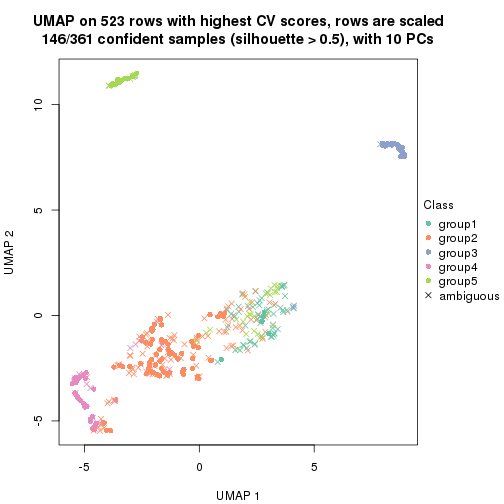 UMAP on 523 rows with highest CV scores, rows are scaled
146/361 confident samples (silhouette > 0.5), with 10 PCs
10
5
0
-5
UMAP 2
-5
0
5
UMAP 1
Class
group1
group2
group3
group4
group5
ambiguous